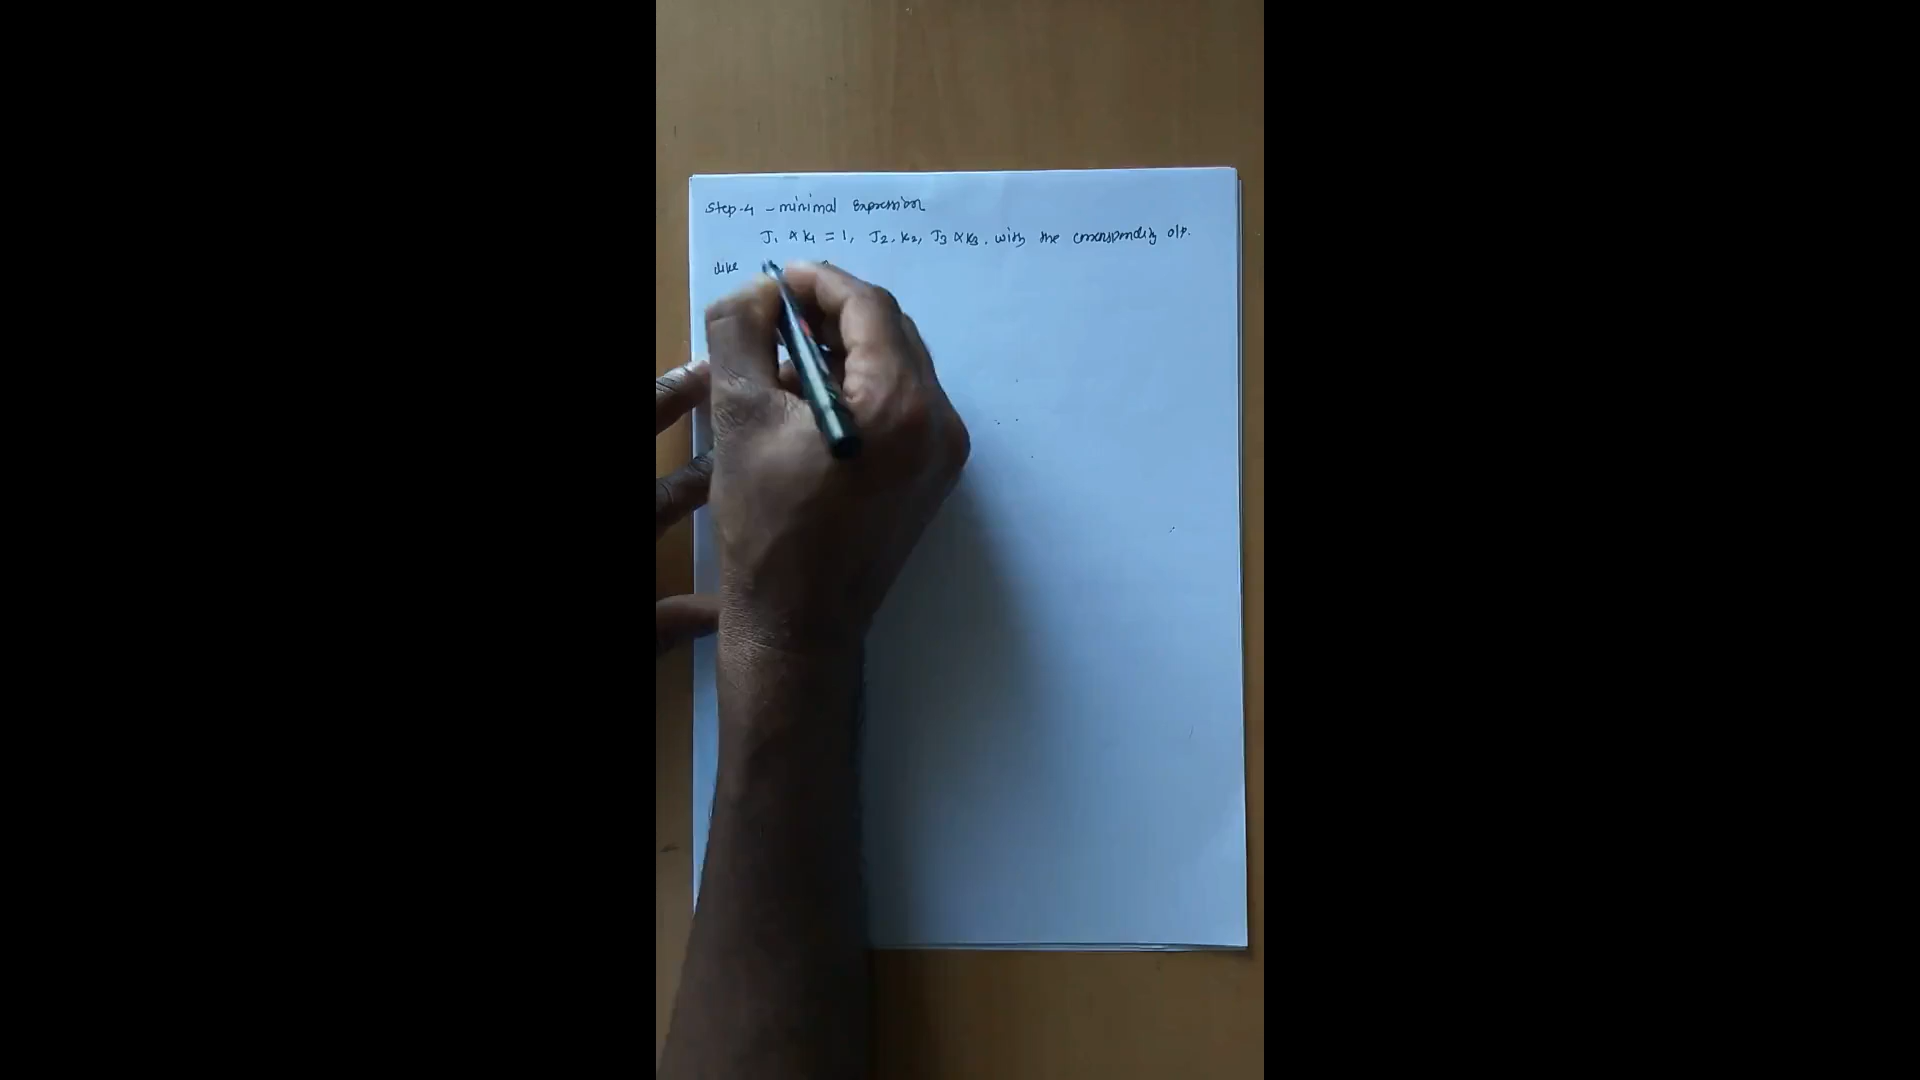 Step-4 - minimal expression
J₁ & K₁ = 1, J₂, K₂, J₃ & K₃. with the corresponding o/p.
like